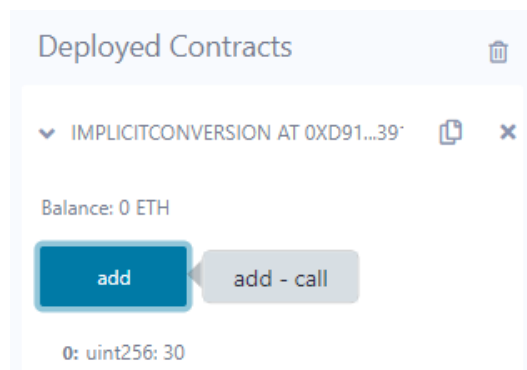 Deployed Contracts
IMPLICITCONVERSION AT 0XD91...39
Balance: 0 ETH
add
add - call
0: uint256: 30